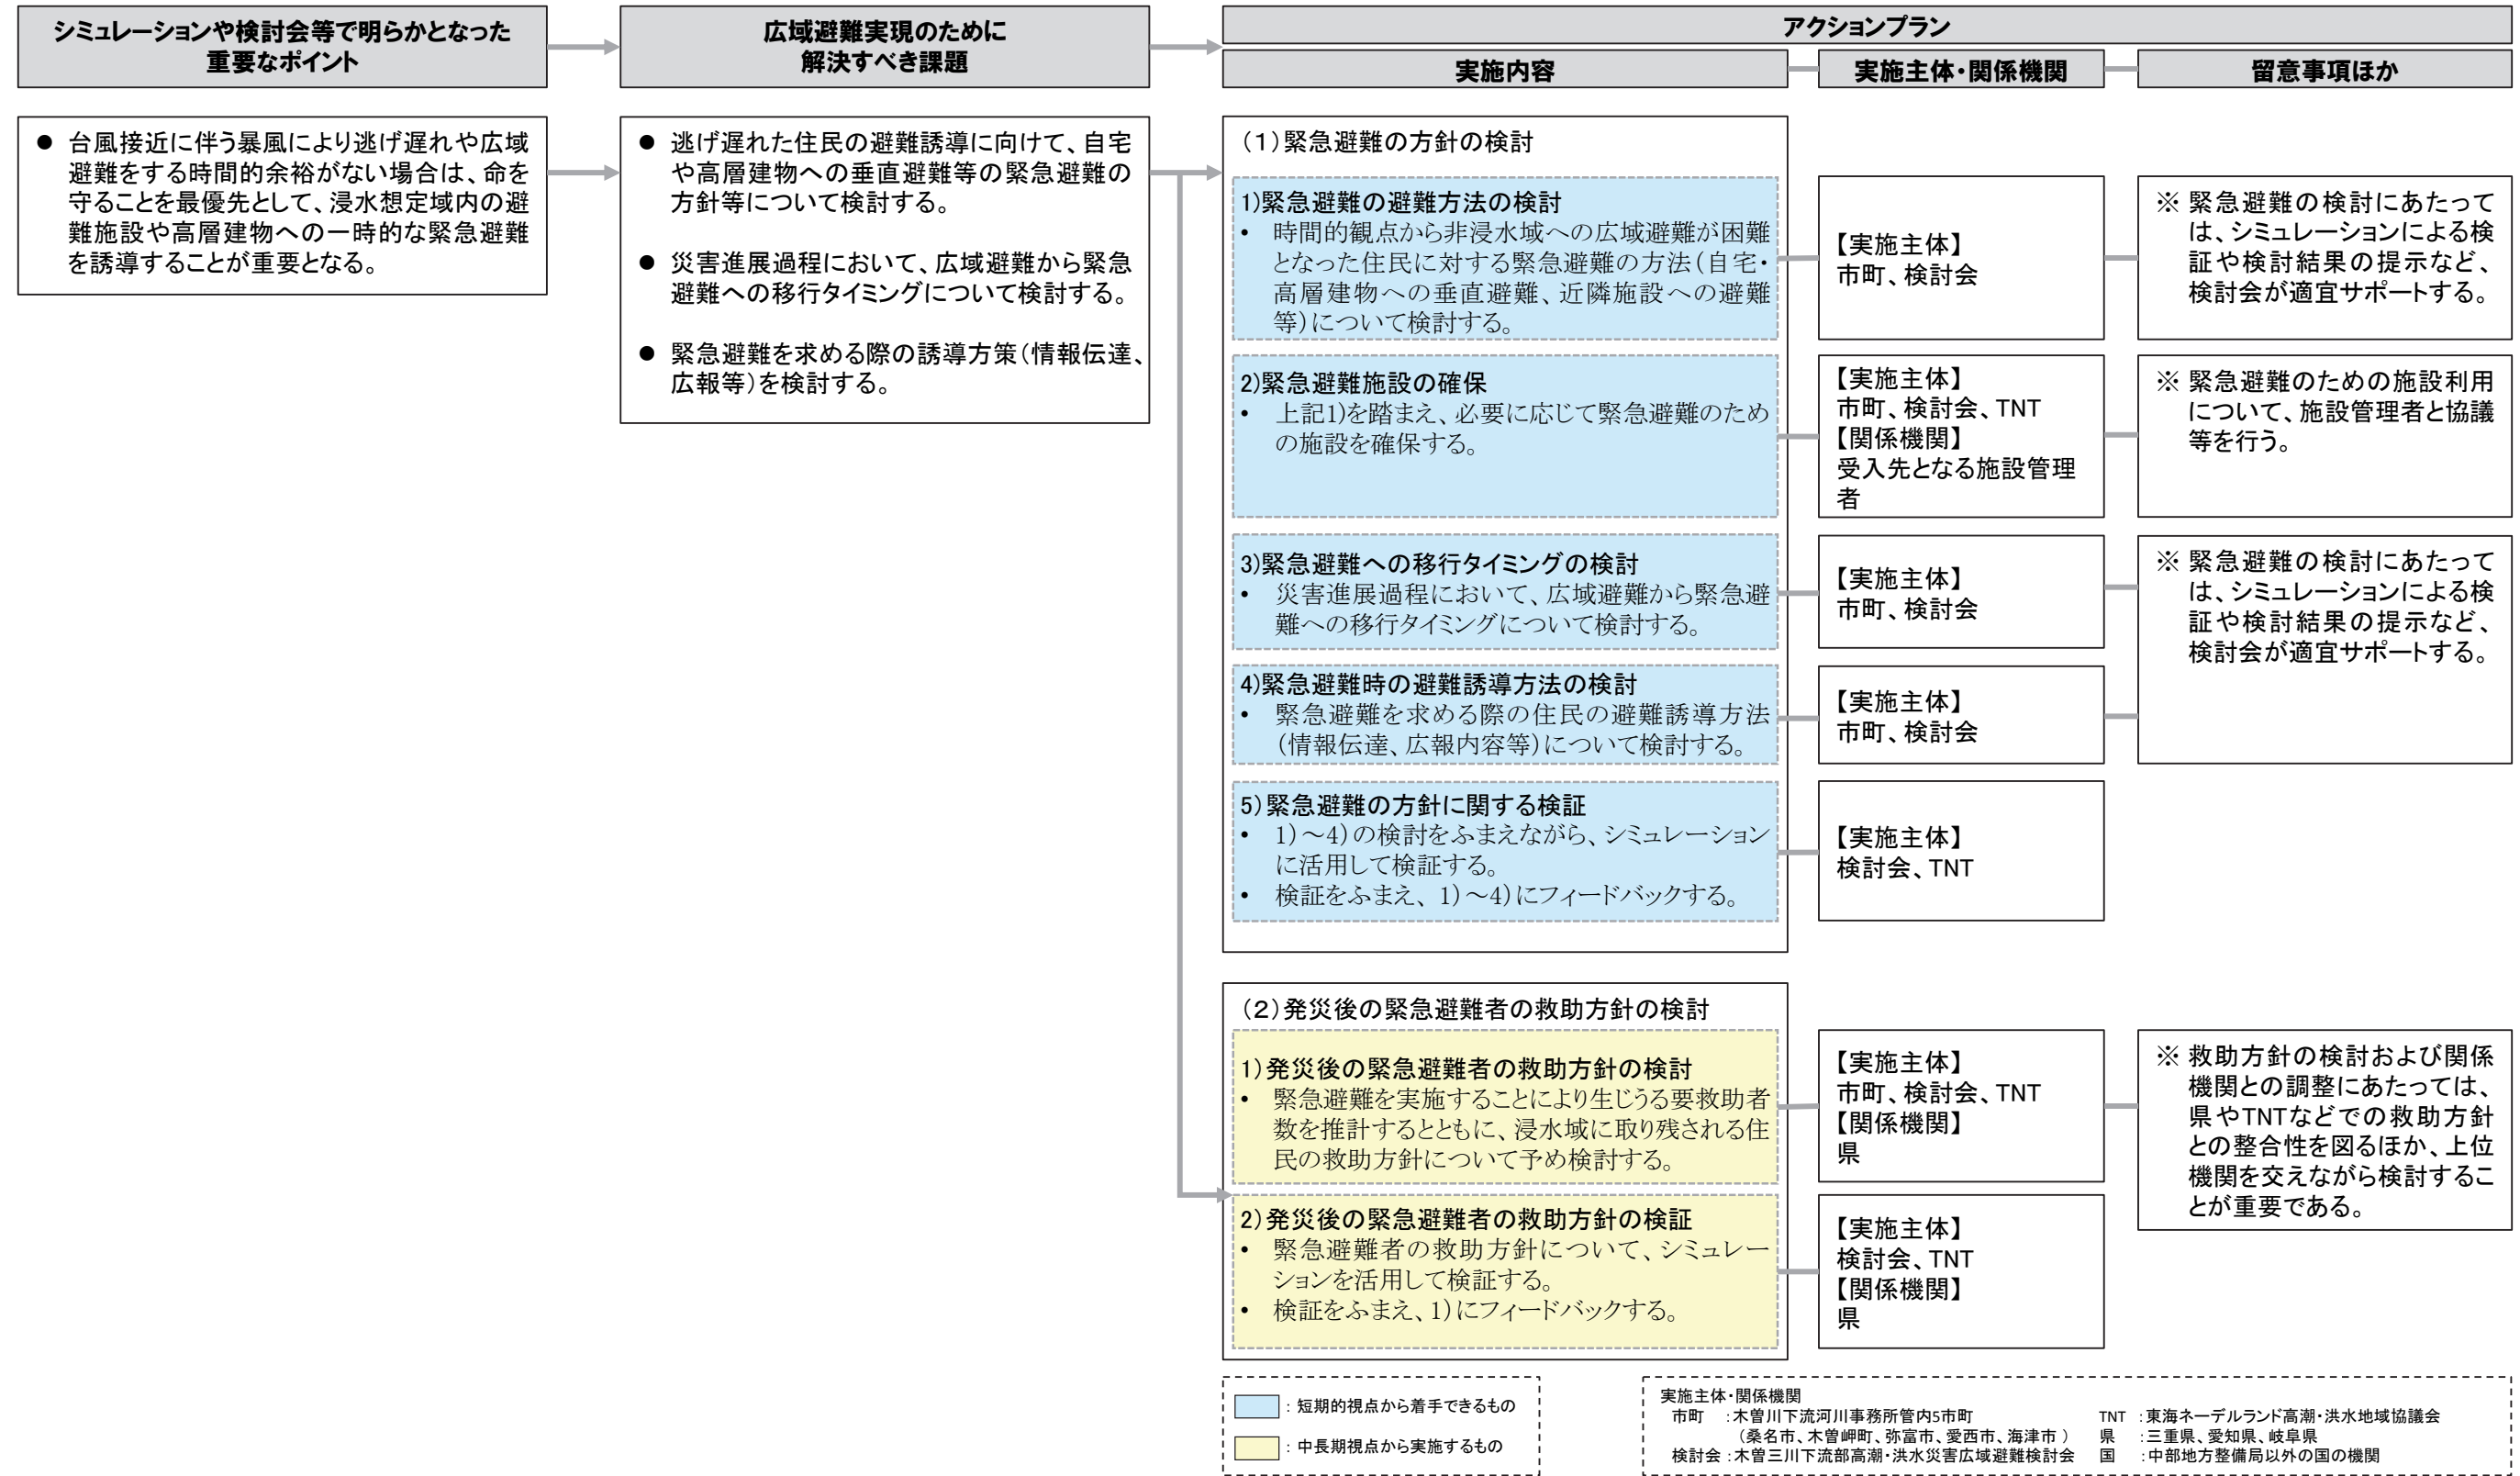 シミュレーションや検討会等で明らかとなった
重要なポイント
広域避難実現のために
解決すべき課題
アクションプラン
実施内容
実施主体・関係機関
留意事項ほか
● 台風接近に伴う暴風により逃げ遅れや広域
避難をする時間的余裕がない場合は、命を
守ることを最優先として、浸水想定域内の避
難施設や高層建物への一時的な緊急避難
を誘導することが重要となる。
● 逃げ遅れた住民の避難誘導に向けて、自宅
や高層建物への垂直避難等の緊急避難の
方針等について検討する。
● 災害進展過程において、広域避難から緊急
避難への移行タイミングについて検討する。
● 緊急避難を求める際の誘導方策（情報伝達、
広報等）を検討する。
（１）緊急避難の方針の検討
1)緊急避難の避難方法の検討
• 時間的観点から非浸水域への広域避難が困難
となった住民に対する緊急避難の方法（自宅・
高層建物への垂直避難、近隣施設への避難
等）について検討する。
【実施主体】
市町、検討会
※ 緊急避難の検討にあたって
は、シミュレーションによる検
証や検討結果の提示など、
検討会が適宜サポートする。
2)緊急避難施設の確保
• 上記1)を踏まえ、必要に応じて緊急避難のため
の施設を確保する。
【実施主体】
市町、検討会、TNT
【関係機関】
受入先となる施設管理
者
※ 緊急避難のための施設利用
について、施設管理者と協議
等を行う。
3)緊急避難への移行タイミングの検討
• 災害進展過程において、広域避難から緊急避
難への移行タイミングについて検討する。
【実施主体】
市町、検討会
※ 緊急避難の検討にあたって
は、シミュレーションによる検
証や検討結果の提示など、
検討会が適宜サポートする。
4)緊急避難時の避難誘導方法の検討
• 緊急避難を求める際の住民の避難誘導方法
（情報伝達、広報内容等）について検討する。
【実施主体】
市町、検討会
5)緊急避難の方針に関する検証
• 1)～4)の検討をふまえながら、シミュレーション
に活用して検証する。
• 検証をふまえ、1)～4)にフィードバックする。
【実施主体】
検討会、TNT
（２）発災後の緊急避難者の救助方針の検討
1)発災後の緊急避難者の救助方針の検討
• 緊急避難を実施することにより生じうる要救助者
数を推計するとともに、浸水域に取り残される住
民の救助方針について予め検討する。
【実施主体】
市町、検討会、TNT
【関係機関】
県
※ 救助方針の検討および関係
機関との調整にあたっては、
県やTNTなどでの救助方針
との整合性を図るほか、上位
機関を交えながら検討するこ
とが重要である。
2)発災後の緊急避難者の救助方針の検証
• 緊急避難者の救助方針について、シミュレー
ションを活用して検証する。
• 検証をふまえ、1)にフィードバックする。
【実施主体】
検討会、TNT
【関係機関】
県
：短期的視点から着手できるもの
：中長期視点から実施するもの
実施主体・関係機関
市町 ：木曽川下流河川事務所管内5市町
（桑名市、木曽岬町、弥富市、愛西市、海津市 ）
検討会：木曽三川下流部高潮・洪水災害広域避難検討会
TNT ：東海ネーデルランド高潮・洪水地域協議会
県 ：三重県、愛知県、岐阜県
国 ：中部地方整備局以外の国の機関